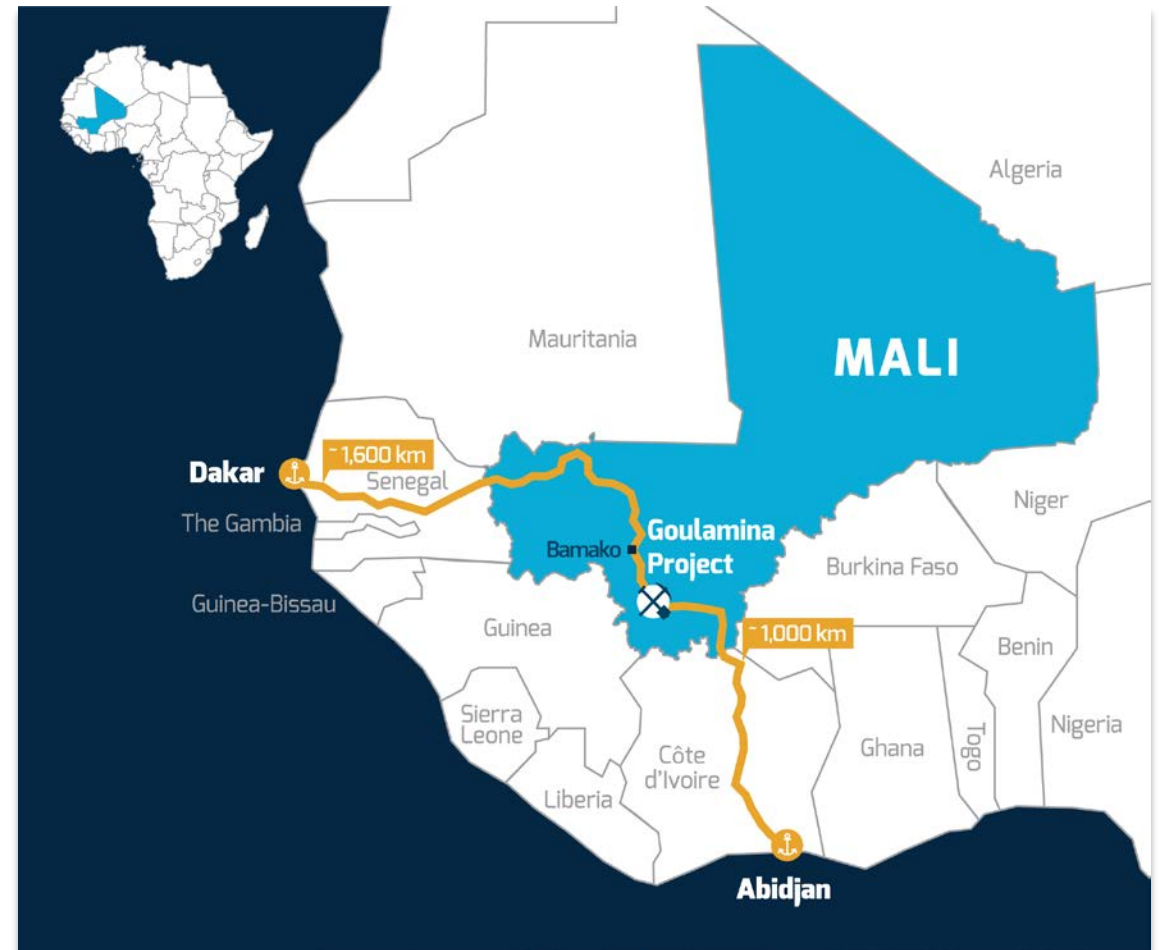 Algeria
Mauritania
MALI
Dakar
~1,600 km
Senegal
The Gambia
Niger
Bamako
Goulamina
Project
Burkina Faso
Guinea-Bissau
Guinea
~1,000 km
Benin
Sierra
Leone
Togo
Nigeria
Côte
d'Ivoire
Ghana
Liberia
Abidjan